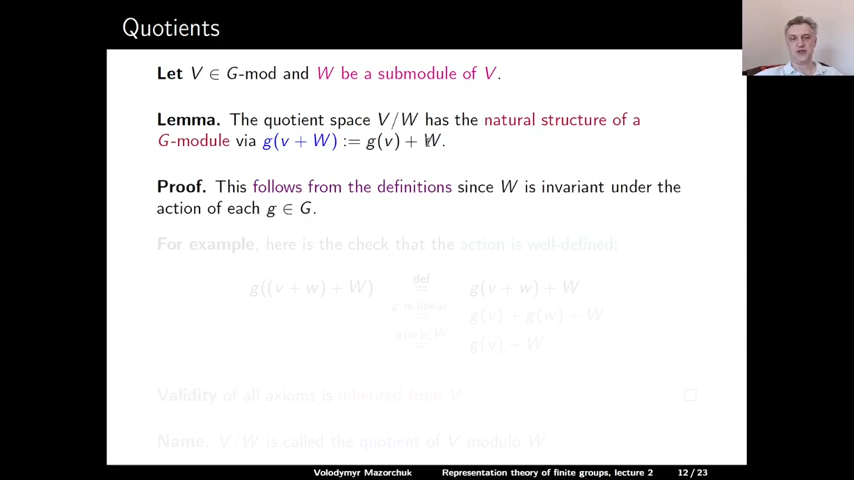 Quotients
Let V ∈ G-mod and W be a submodule of V.
Lemma. The quotient space V/W has the natural structure of a
G-module via g(v + W) := g(v) + W.
Proof. This follows from the definitions since W is invariant under the
action of each g ∈ G.
For example, here is the check that the action is well-defined:
g((v + w) + W) def= g(v + w) + W
g is linear= g(v) + g(w) + W
g(w)∈W= g(v) + W.
Validity of all axioms is inherited from V. □
Name. V/W is called the quotient of V modulo W.
Volodymyr Mazorchuk Representation theory of finite groups, lecture 2 12/23